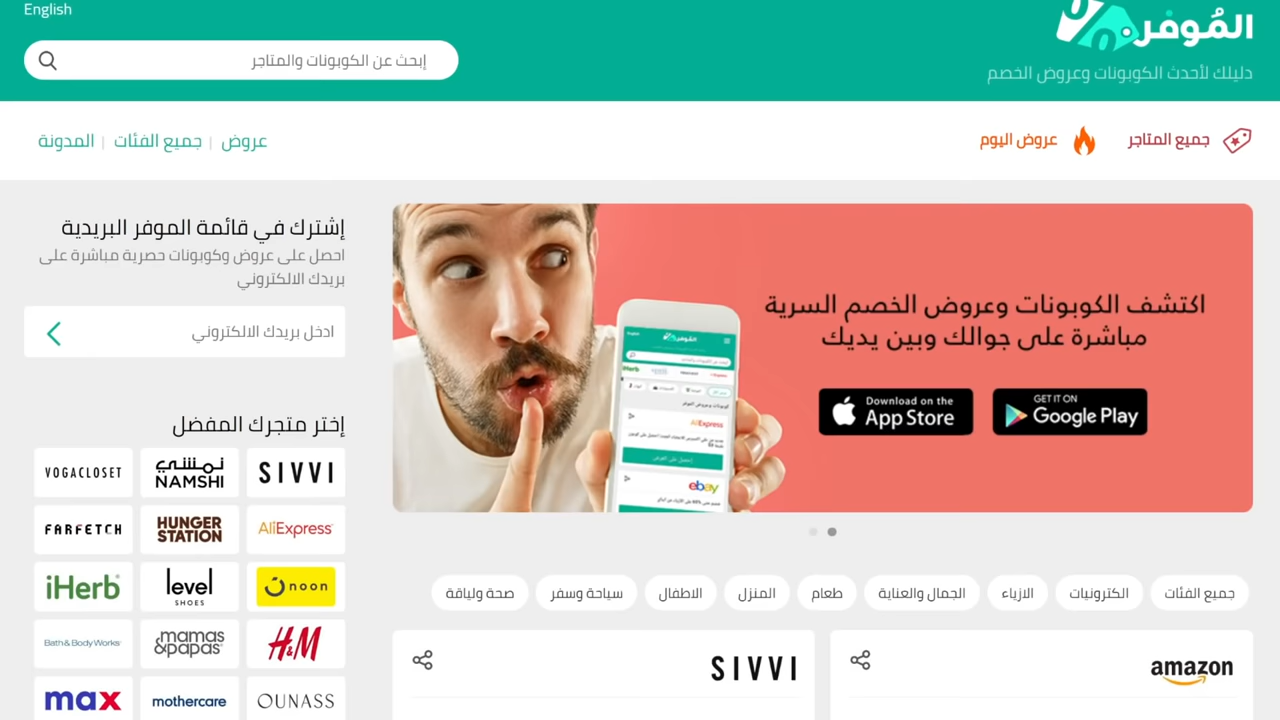 English
الموفر
دليلك لأحدث الكوبونات وعروض الخصم
إبحث عن الكوبونات والمتاجر
جميع المتاجر
عروض اليوم
عروض | جميع الفئات | المدونة
اكتشف الكوبونات وعروض الخصم السرية
مباشرة على جوالك وبين يديك
Download on the
App Store
GET IT ON
Google Play
الموفر
iHerb
AliExpress
ebay
إشترك في قائمة الموفر البريدية
احصل على عروض وكوبونات حصرية مباشرة على
بريدك الالكتروني
ادخل بريدك الالكتروني
إختر متجرك المفضل
SIVVI
نمشي
NAMSHI
VOGACLOSET
AliExpress
HUNGER
STATION
FARFETCH
noon
level
SHOES
iHerb
H&M
mamas
&papas
Bath & Body Works
OUNASS
mothercare
max
جميع الفئات
الكترونيات
الازياء
الجمال والعناية
طعام
المنزل
الاطفال
سياحة وسفر
صحة ولياقة
amazon
SIVVI